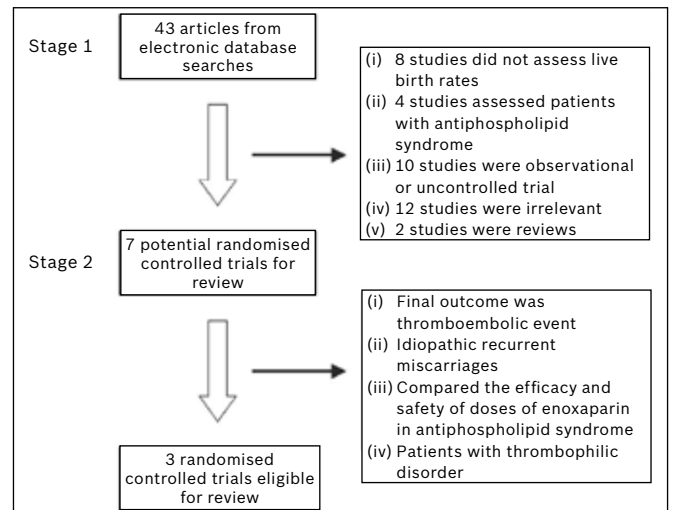 Stage 1
43 articles from
electronic database
searches
(i) 8 studies did not assess live
birth rates
(ii) 4 studies assessed patients
with antiphospholipid
syndrome
(iii) 10 studies were observational
or uncontrolled trial
(iv) 12 studies were irrelevant
(v) 2 studies were reviews
Stage 2
7 potential randomised
controlled trials for
review
(i) Final outcome was
thromboembolic event
(ii) Idiopathic recurrent
miscarriages
(iii) Compared the efficacy and
safety of doses of enoxaparin
in antiphospholipid syndrome
(iv) Patients with thrombophilic
disorder
3 randomised
controlled trials eligible
for review